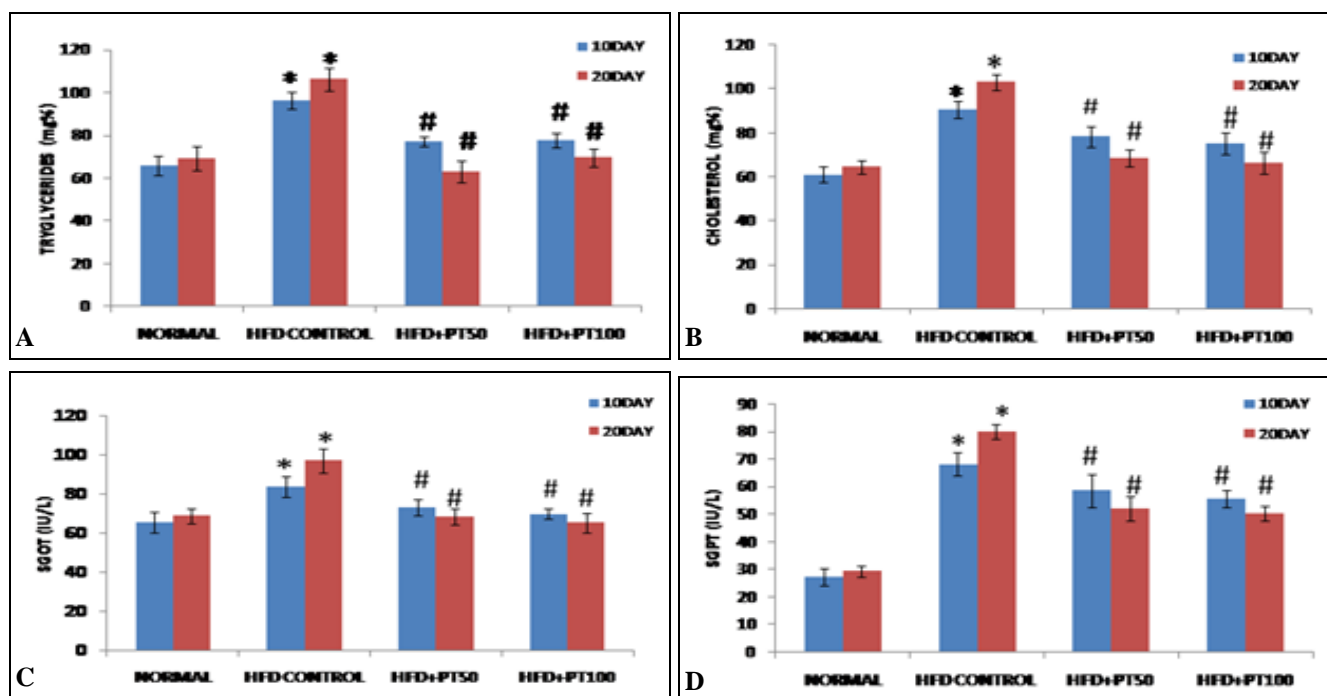 120
100
80
60
40
20
0
TRYGLYCERIDES (mg%)
* * # # # #
10DAY
20DAY
NORMAL HFD CONTROL HFD+PT50 HFD+PT100
A
120
100
80
60
40
20
0
CHOLESTEROL (mg%)
* * # # # #
10DAY
20DAY
NORMAL HFD CONTROL HFD+PT50 HFD+PT100
B
120
100
80
60
40
20
0
SGOT (IU/L)
* * # # # #
10DAY
20DAY
NORMAL HFD CONTROL HFD+PT50 HFD+PT100
C
90
80
70
60
50
40
30
20
10
0
SGPT (IU/L)
* * # # # #
10DAY
20DAY
NORMAL HFD CONTROL HFD+PT50 HFD+PT100
D